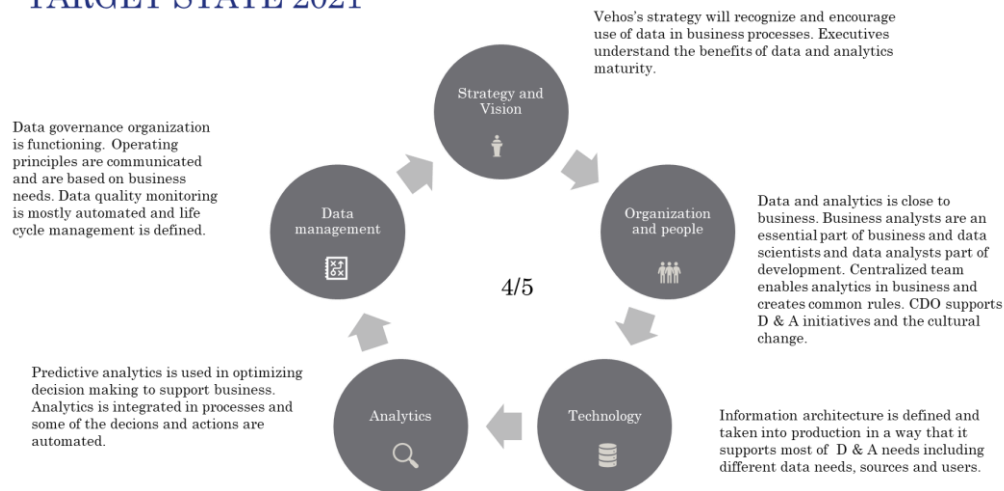 TARGET STATE 2021
Vehos's strategy will recognize and encourage
use of data in business processes. Executives
understand the benefits of data and analytics
maturity.
Strategy and
Vision
Data governance organization
is functioning. Operating
principles are communicated
and are based on business
needs. Data quality monitoring
is mostly automated and life
cycle management is defined.
Data
management
Organization
and people
Data and analytics is close to
business. Business analysts are an
essential part of business and data
scientists and data analysts part of
development. Centralized team
enables analytics in business and
creates common rules. CDO supports
D & A initiatives and the cultural
change.
4/5
Predictive analytics is used in optimizing
decision making to support business.
Analytics is integrated in processes and
some of the decions and actions are
automated.
Analytics
Technology
Information architecture is defined and
taken into production in a way that it
supports most of D & A needs including
different data needs, sources and users.